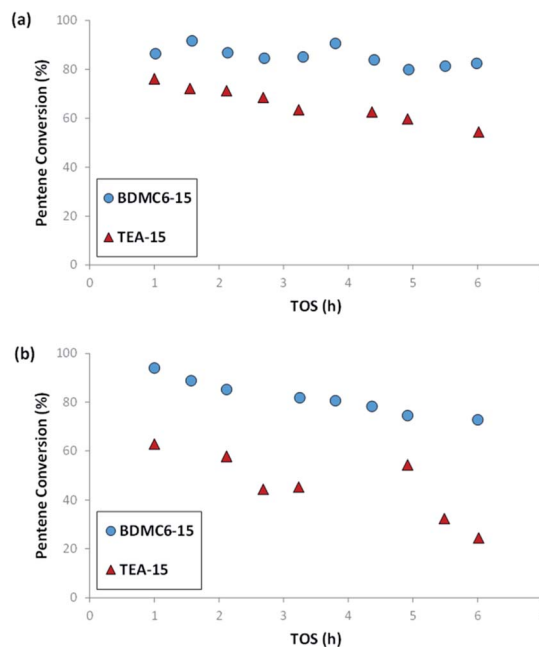 (a)
100
80
60
40
20
0
Pentene Conversion (%)
BDMC6-15
TEA-15
0 1 2 3 4 5 6
TOS (h)
(b)
100
80
60
40
20
0
Pentene Conversion (%)
BDMC6-15
TEA-15
0 1 2 3 4 5 6
TOS (h)